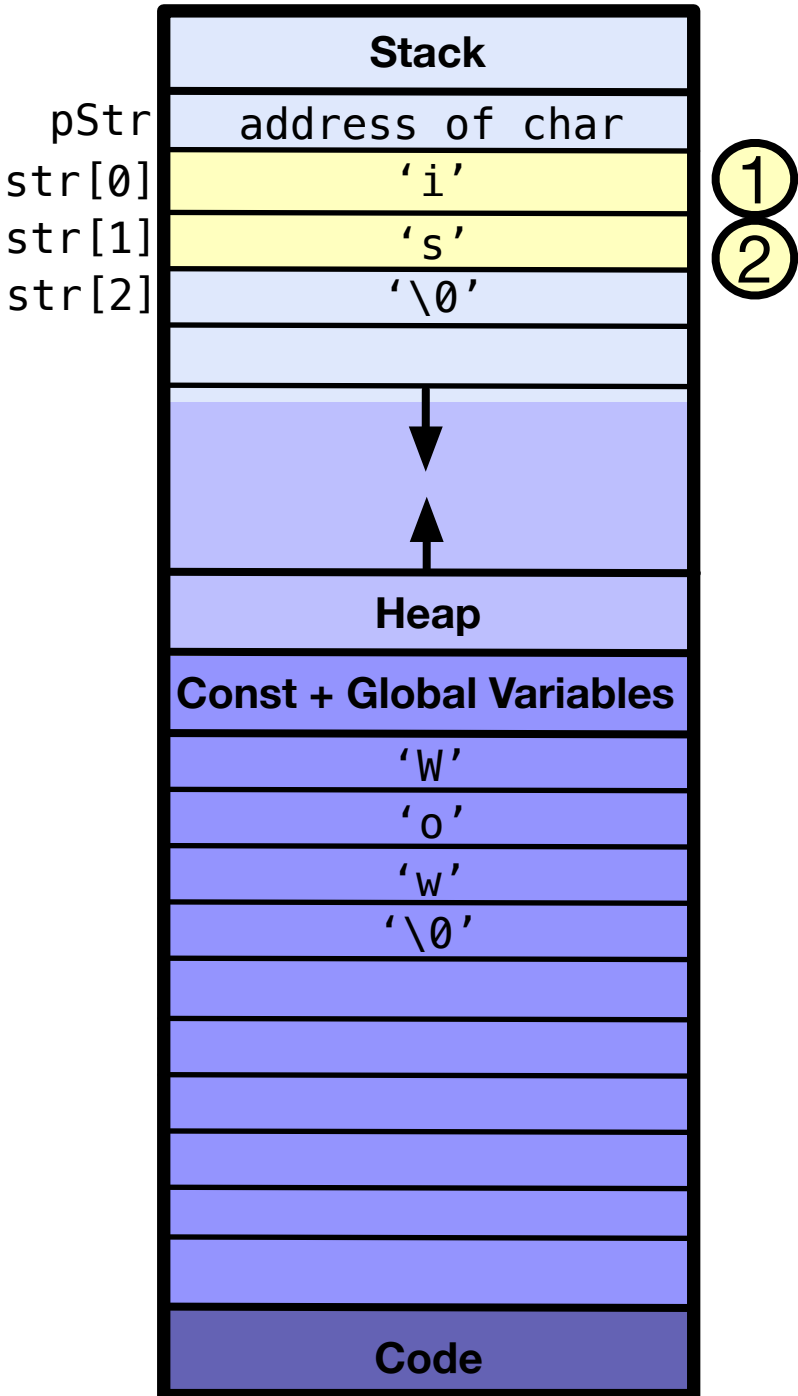 Stack
pStr address of char
str[0] ‘i’ 1
str[1] ‘s’ 2
str[2] ‘\0’
Heap
Const + Global Variables
‘W’
‘o’
‘w’
‘\0’
Code